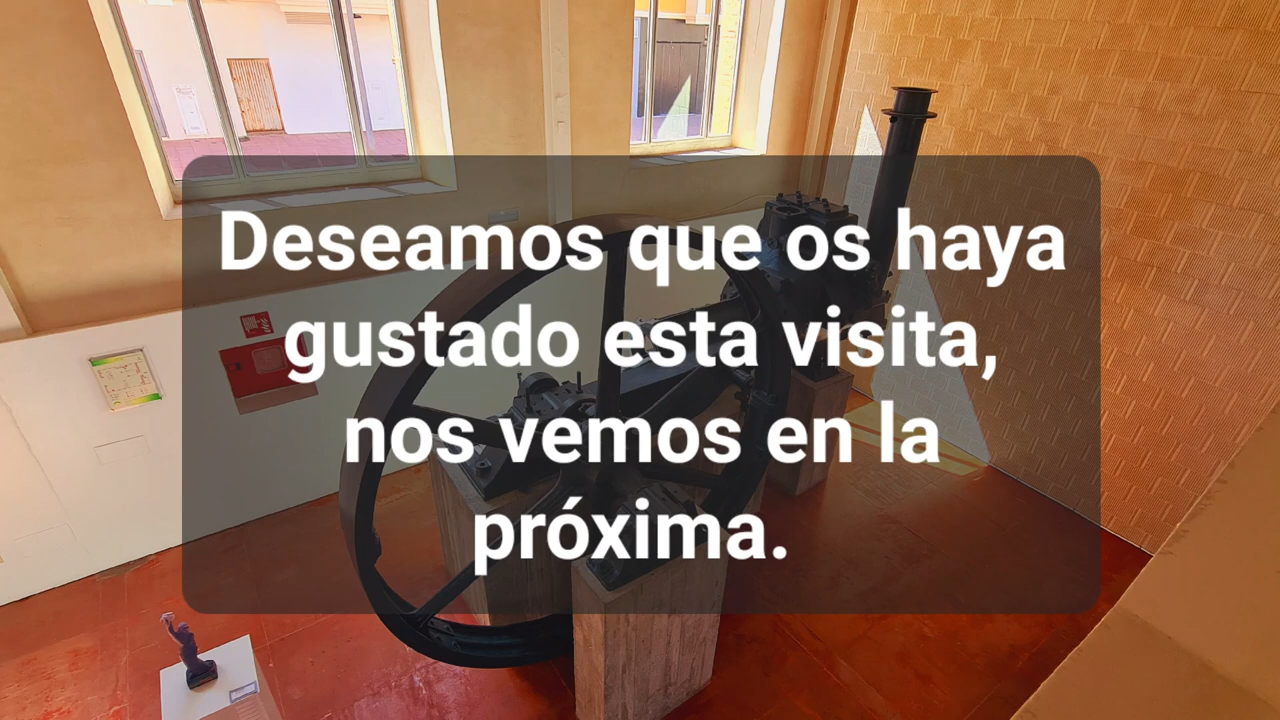 Deseamos que os haya
gustado esta visita,
nos vemos en la
próxima.